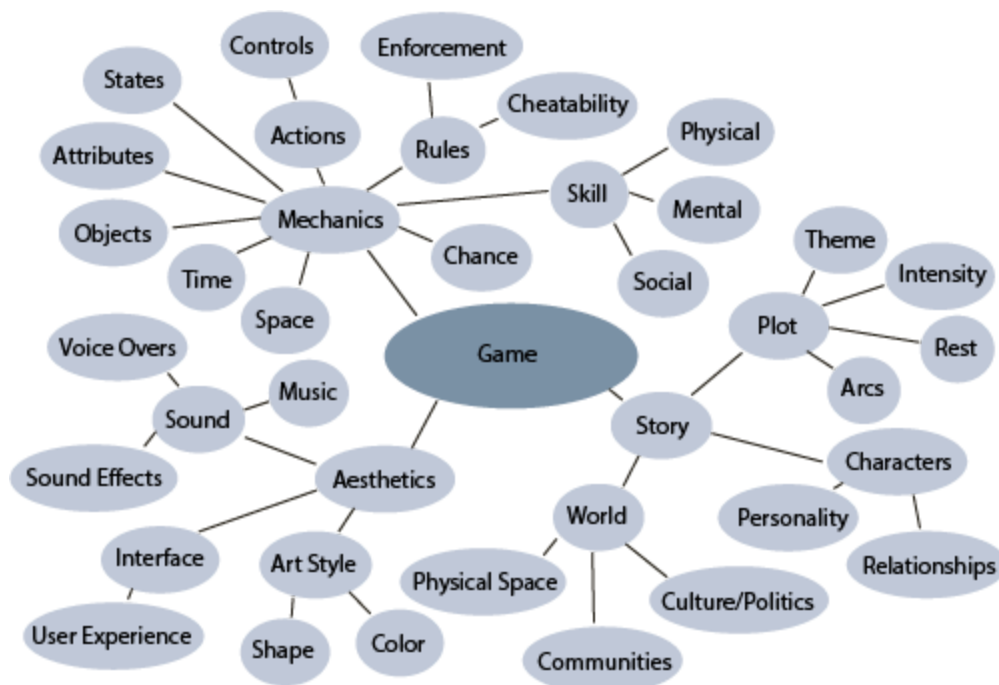 Controls
Enforcement
States
Cheatability
Actions
Physical
Attributes
Rules
Skill
Mental
Mechanics
Objects
Theme
Chance
Time
Social
Intensity
Space
Plot
Voice Overs
Game
Rest
Music
Arcs
Sound
Story
Sound Effects
Aesthetics
Characters
World
Personality
Interface
Art Style
Relationships
Physical Space
Culture/Politics
User Experience
Shape
Color
Communities